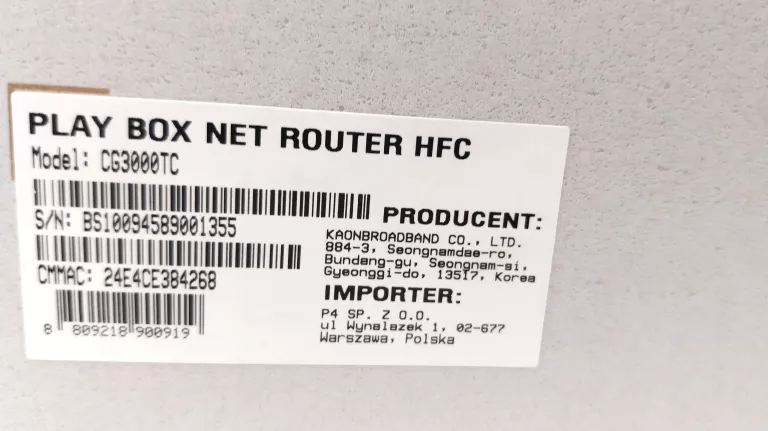 PLAY BOX NET ROUTER HFC
Model: CG3000TC
S/N: BS10094589001355
CMMAC: 24E4CE384268
8 809218 900919
PRODUCENT:
KAONBROADBAND CO., LTD.
884-3, Seongnamdae-ro,
Bundang-gu, Seongnam-si,
Gyeonggi-do, 13517, Korea
IMPORTER:
P4 SP. Z O.O.
ul Wynalazek 1, 02-677
Warszawa, Polska